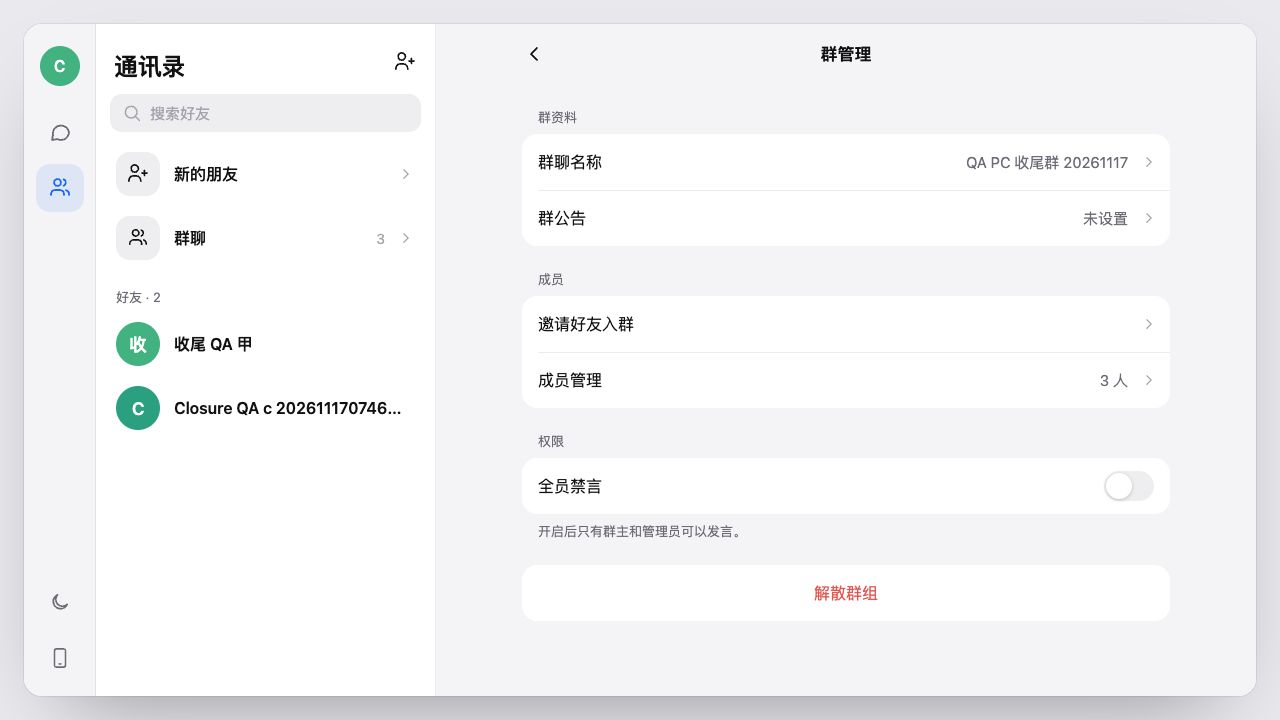 C
通讯录
搜索好友
新的朋友
群聊
3
好友 · 2
收
收尾 QA 甲
C
Closure QA c 202611170746...
群管理
群资料
群聊名称
QA PC 收尾群 20261117
群公告
未设置
成员
邀请好友入群
成员管理
3 人
权限
全员禁言
开启后只有群主和管理员可以发言。
解散群组